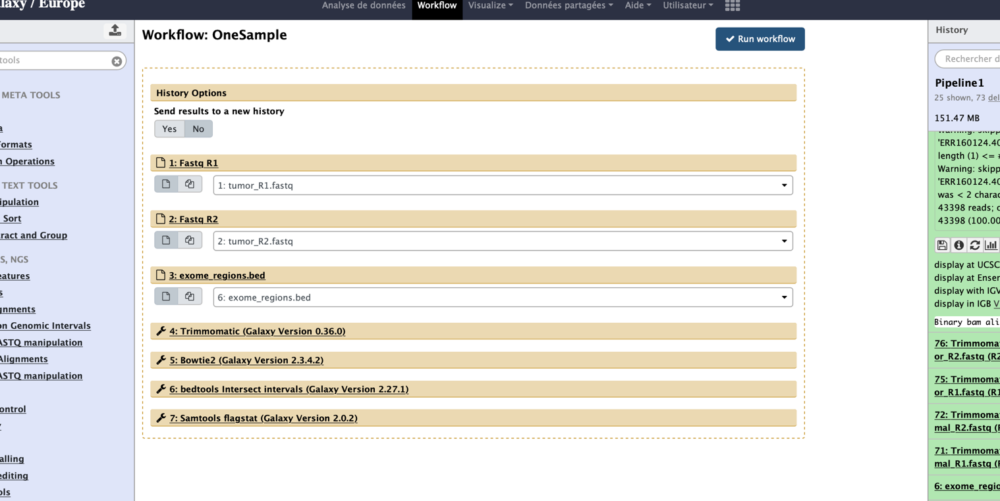 / Europe
Analyse de données
Workflow
Visualize
Données partagées
Aide
Utilisateur
tools
META TOOLS
Formats
Operations
TEXT TOOLS
Sort
ract and Group
S, NGS
eatures
gnments
on Genomic Intervals
ASTQ manipulation
Alignments
ASTQ manipulation
ontrol
alling
editing
ols
Workflow: OneSample
Run workflow
History Options
Send results to a new history
Yes No
1: Fastq R1
1: tumor_R1.fastq
2: Fastq R2
2: tumor_R2.fastq
3: exome_regions.bed
6: exome_regions.bed
4: Trimmomatic (Galaxy Version 0.36.0)
5: Bowtie2 (Galaxy Version 2.3.4.2)
6: bedtools Intersect intervals (Galaxy Version 2.27.1)
7: Samtools flagstat (Galaxy Version 2.0.2)
History
Rechercher d
Pipeline1
25 shown, 73 del
151.47 MB
Warning: skipp
'ERR160124.40
length (1) <= #
Warning: skipp
'ERR160124.40
was < 2 charac
43398 reads; o
43398 (100.00
display at UCSC
display at Ensem
display with IGV
display in IGB V
Binary bam ali
76: Trimmoma
or_R2.fastq (R2
75: Trimmoma
or_R1.fastq (R1
72: Trimmoma
mal_R2.fastq (
71: Trimmoma
mal_R1.fastq (
6: exome_regio